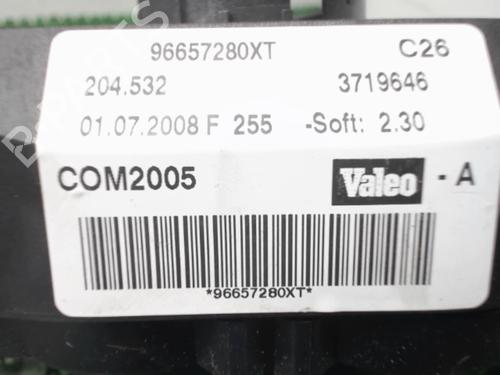 96657280XT C26
204.532 3719646
01.07.2008 F 255 -Soft: 2.30
COM2005 Valeo - A
*96657280XT*